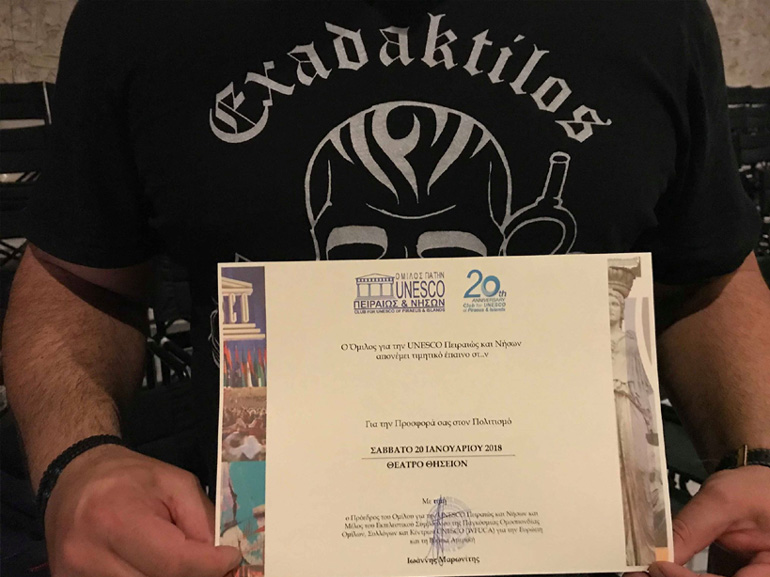 Exadaktilos
ΟΜΙΛΟΣ ΓΙΑ ΤΗΝ
UNESCO
ΠΕΙΡΑΙΩΣ & ΝΗΣΩΝ
CLUB FOR UNESCO OF PIRAEUS & ISLANDS
20th
ANNIVERSARY
Club for UNESCO
of Piraeus & Islands
Ο Όμιλος για την UNESCO Πειραιώς και Νήσων
απονέμει τιμητικό έπαινο στ..ν
Για την Προσφορά σας στον Πολιτισμό
ΣΑΒΒΑΤΟ 20 ΙΑΝΟΥΑΡΙΟΥ 2018
ΘΕΑΤΡΟ ΘΗΣΕΙΟΝ
Με τιμή
ο Πρόεδρος του Ομίλου για την UNESCO Πειραιώς και Νήσων και
Μέλος του Εκτελεστικού Συμβουλίου της Παγκόσμιας Ομοσπονδίας
Ομίλων, Συλλόγων και Κέντρων UNESCO (WFUCA) για την Ευρώπη
και τη Βόρεια Αμερική
Ιωάννης Μαρωνίτης